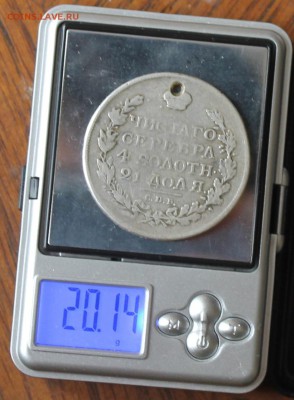 COINS.LAVE.RU
ЧИСТАГО
СЕРЕБРА
4 ЗОЛОТН.
21 ДОЛЯ
С.П.Б.
20.14
g
M
T